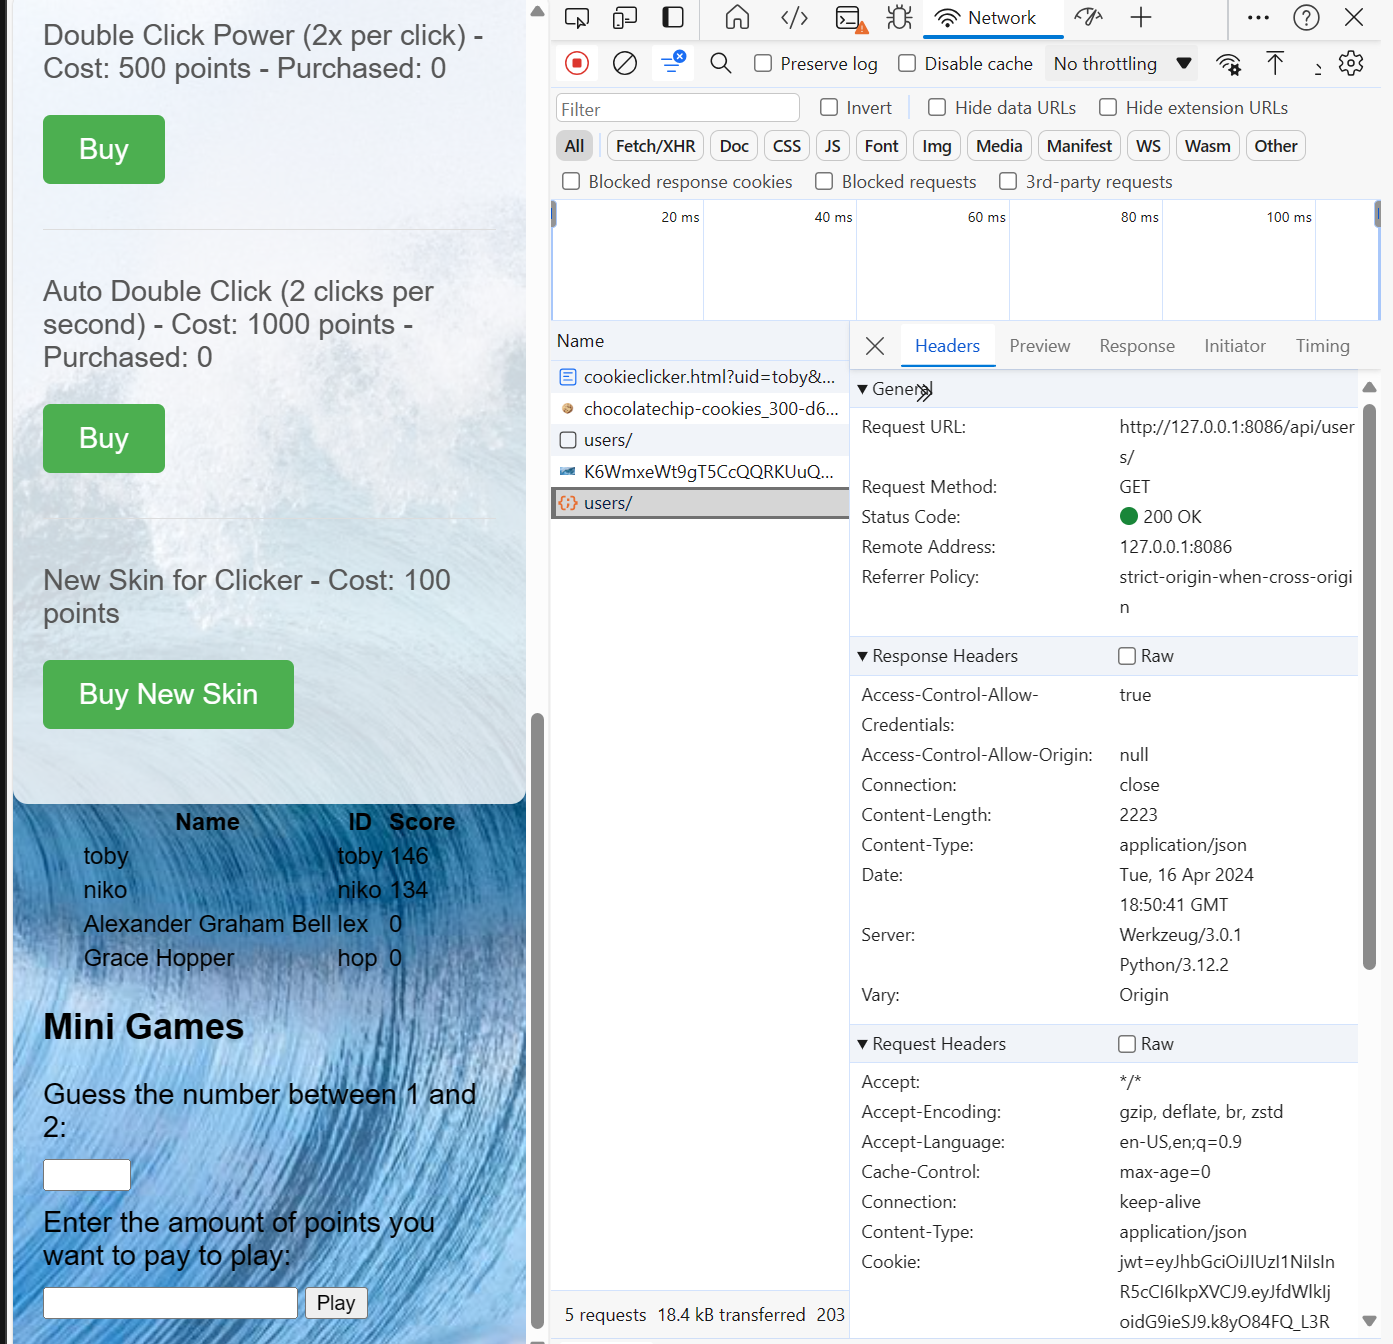 Double Click Power (2x per click) -
Cost: 500 points - Purchased: 0
Buy
Auto Double Click (2 clicks per
second) - Cost: 1000 points -
Purchased: 0
Buy
New Skin for Clicker - Cost: 100
points
Buy New Skin
Name ID Score
toby toby 146
niko niko 134
Alexander Graham Bell lex 0
Grace Hopper hop 0
Mini Games
Guess the number between 1 and
2:
Enter the amount of points you
want to pay to play:
Play
Network
Preserve log Disable cache No throttling
Filter Invert Hide data URLs Hide extension URLs
All Fetch/XHR Doc CSS JS Font Img Media Manifest WS Wasm Other
Blocked response cookies Blocked requests 3rd-party requests
20 ms 40 ms 60 ms 80 ms 100 ms
Name
cookieclicker.html?uid=toby&...
chocolatechip-cookies_300-d6...
users/
K6WmxeWt9gT5CcQQRKUuQ...
users/
5 requests 18.4 kB transferred 203
Headers Preview Response Initiator Timing
General
Request URL: http://127.0.0.1:8086/api/user
s/
Request Method: GET
Status Code: 200 OK
Remote Address: 127.0.0.1:8086
Referrer Policy: strict-origin-when-cross-origi
n
Response Headers Raw
Access-Control-Allow- true
Credentials:
Access-Control-Allow-Origin: null
Connection: close
Content-Length: 2223
Content-Type: application/json
Date: Tue, 16 Apr 2024
18:50:41 GMT
Server: Werkzeug/3.0.1
Python/3.12.2
Vary: Origin
Request Headers Raw
Accept: */*
Accept-Encoding: gzip, deflate, br, zstd
Accept-Language: en-US,en;q=0.9
Cache-Control: max-age=0
Connection: keep-alive
Content-Type: application/json
Cookie: jwt=eyJhbGciOiJIUzI1NiIsIn
R5cCI6IkpXVCJ9.eyJfdWlkIj
oidG9ieSJ9.k8yO84FQ_L3R